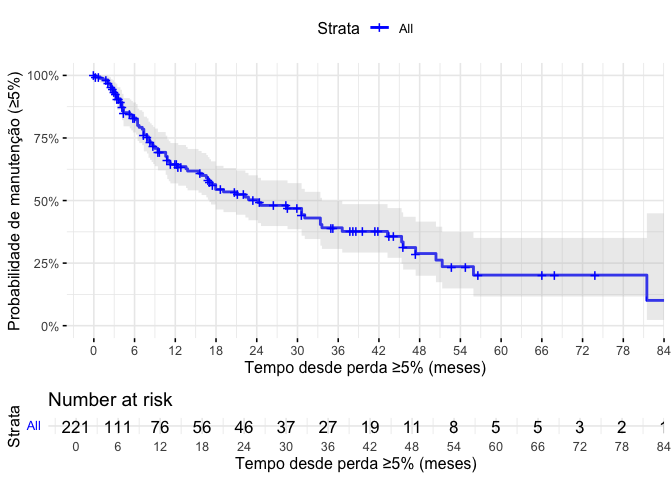 Strata All
100%
75%
50%
25%
0%
Probabilidade de manutenção (≥5%)
0 6 12 18 24 30 36 42 48 54 60 66 72 78 84
Tempo desde perda ≥5% (meses)
Number at risk
Strata
All 221 111 76 56 46 37 27 19 11 8 5 5 3 2 1
0 6 12 18 24 30 36 42 48 54 60 66 72 78 84
Tempo desde perda ≥5% (meses)